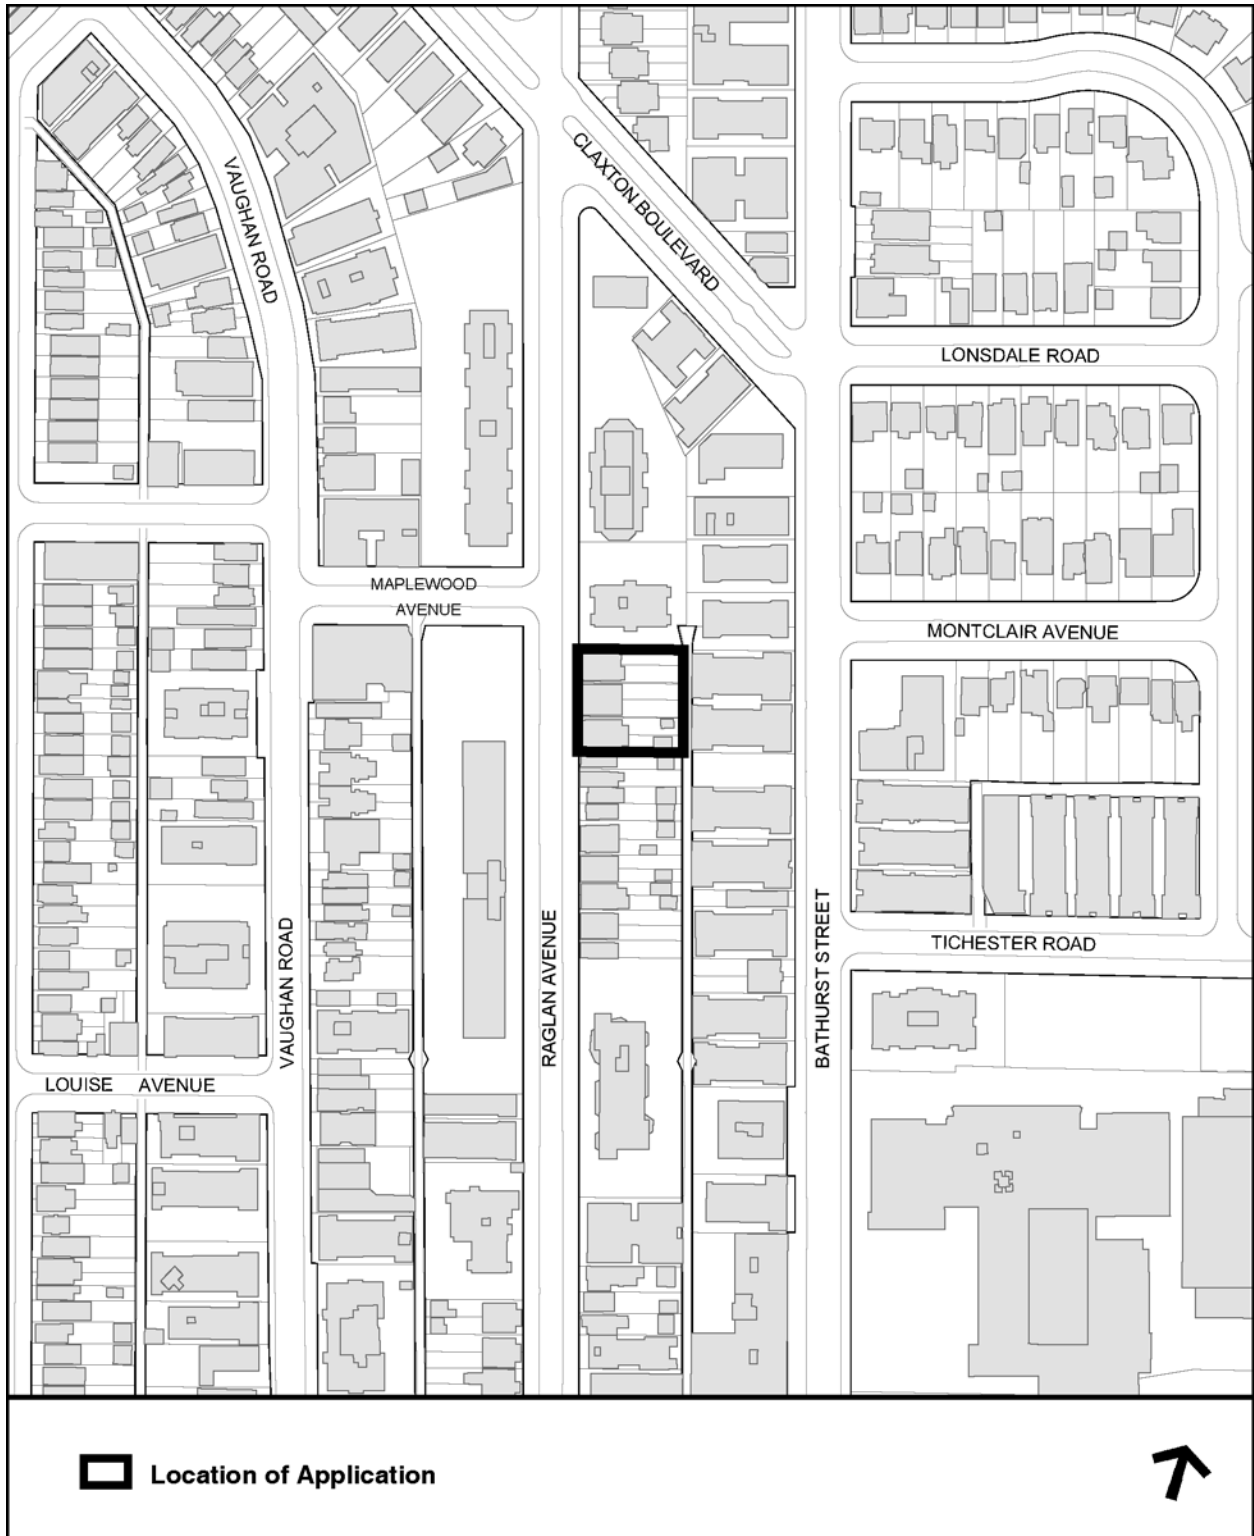 CLAXTON BOULEVARD
VAUGHAN ROAD
LONSDALE ROAD
MAPLEWOOD
AVENUE
MONTCLAIR AVENUE
VAUGHAN ROAD
RAGLAN AVENUE
BATHURST STREET
TICHESTER ROAD
LOUISE AVENUE
Location of Application